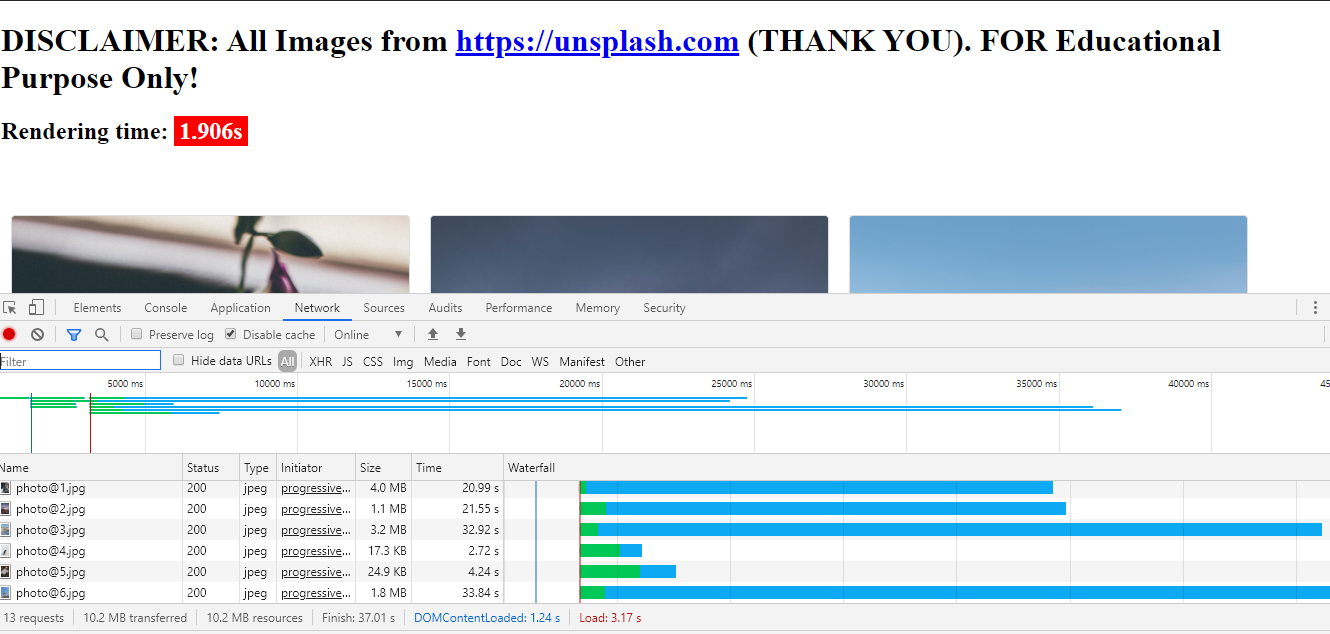 DISCLAIMER: All Images from https://unsplash.com (THANK YOU). FOR Educational
Purpose Only!
Rendering time: 1.906s
Elements Console Application Network Sources Audits Performance Memory Security
Preserve log Disable cache Online
Filter Hide data URLs All XHR JS CSS Img Media Font Doc WS Manifest Other
5000 ms 10000 ms 15000 ms 20000 ms 25000 ms 30000 ms 35000 ms 40000 ms 45
Name Status Type Initiator Size Time Waterfall
photo@1.jpg 200 jpeg progressive... 4.0 MB 20.99 s
photo@2.jpg 200 jpeg progressive... 1.1 MB 21.55 s
photo@3.jpg 200 jpeg progressive... 3.2 MB 32.92 s
photo@4.jpg 200 jpeg progressive... 17.3 KB 2.72 s
photo@5.jpg 200 jpeg progressive... 24.9 KB 4.24 s
photo@6.jpg 200 jpeg progressive... 1.8 MB 33.84 s
13 requests 10.2 MB transferred 10.2 MB resources Finish: 37.01 s DOMContentLoaded: 1.24 s Load: 3.17 s